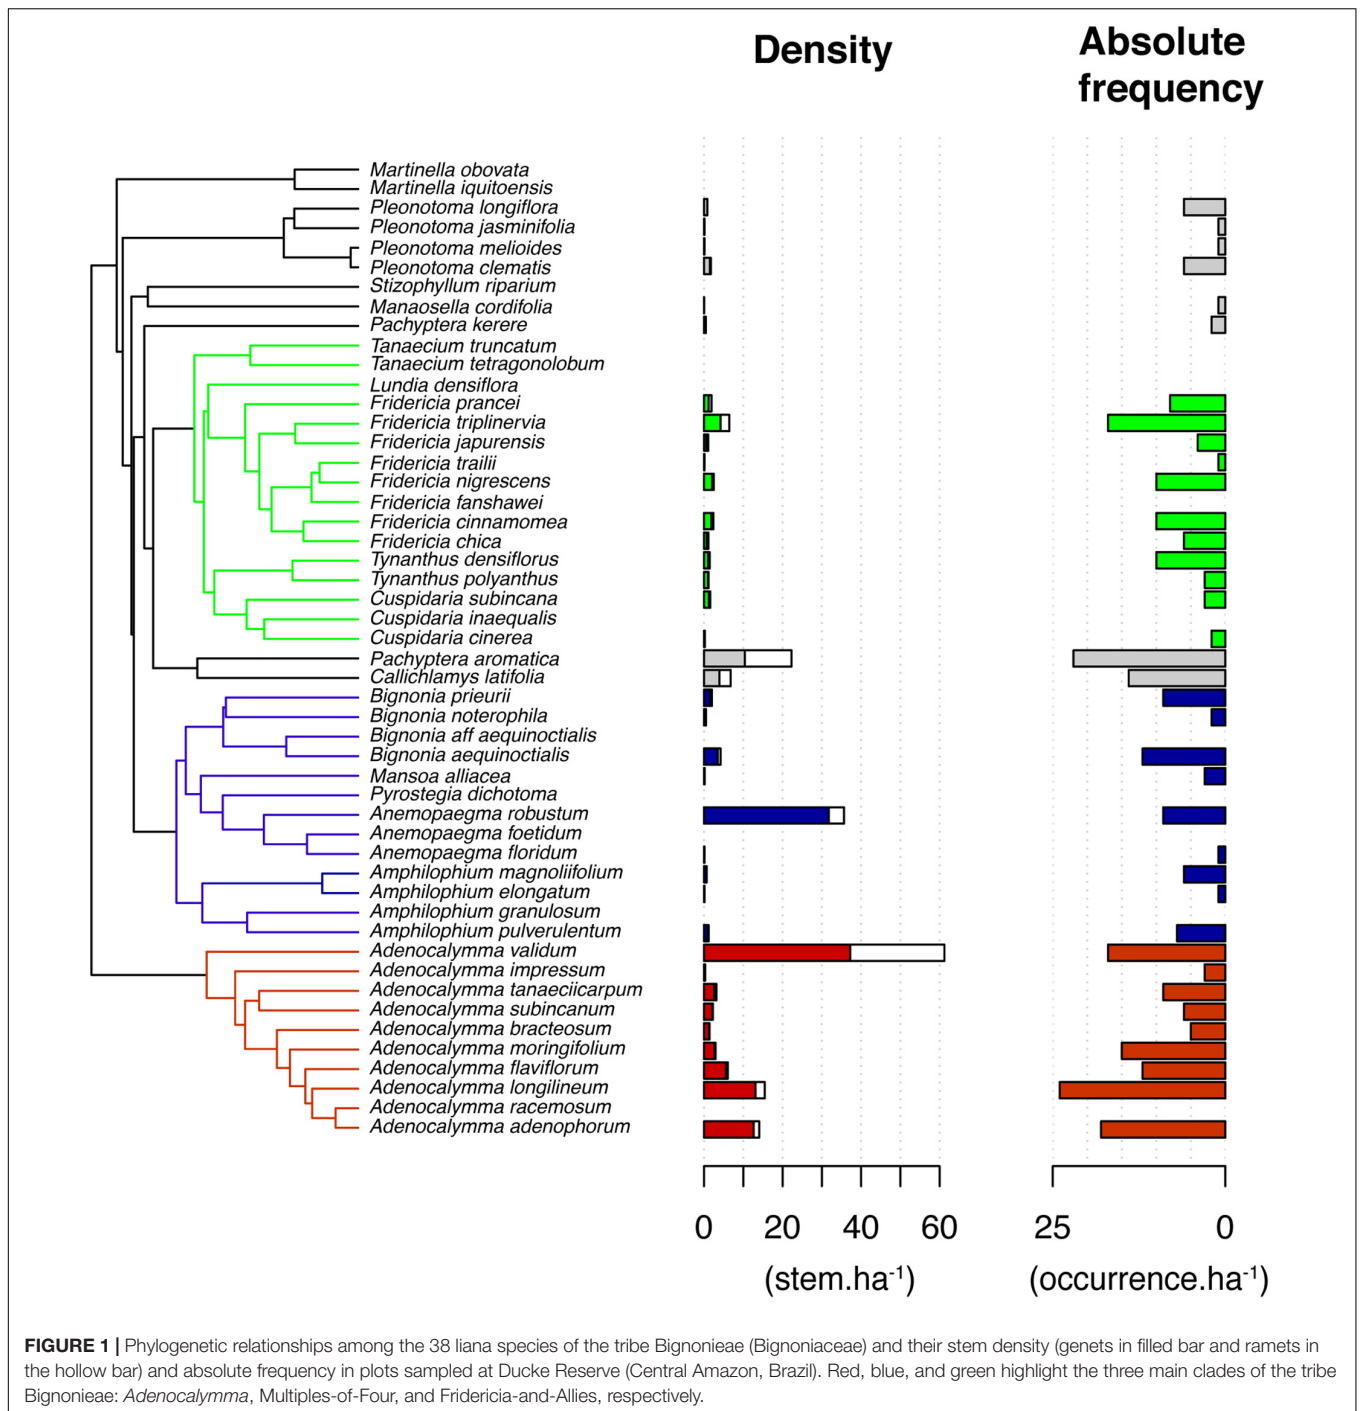 Density
Absolute
frequency
Martinella obovata
Martinella iquitoensis
Pleonotoma longiflora
Pleonotoma jasminifolia
Pleonotoma melioides
Pleonotoma clematis
Stizophyllum riparium
Manaosella cordifolia
Pachyptera kerere
Tanaecium truncatum
Tanaecium tetragonolobum
Lundia densiflora
Fridericia prancei
Fridericia triplinervia
Fridericia japurensis
Fridericia trailii
Fridericia nigrescens
Fridericia fanshawei
Fridericia cinnamomea
Fridericia chica
Tynanthus densiflorus
Tynanthus polyanthus
Cuspidaria subincana
Cuspidaria inaequalis
Cuspidaria cinerea
Pachyptera aromatica
Callichlamys latifolia
Bignonia prieurii
Bignonia noterophila
Bignonia aff aequinoctialis
Bignonia aequinoctialis
Mansoa alliacea
Pyrostegia dichotoma
Anemopaegma robustum
Anemopaegma foetidum
Anemopaegma floridum
Amphilophium magnoliifolium
Amphilophium elongatum
Amphilophium granulosum
Amphilophium pulverulentum
Adenocalymma validum
Adenocalymma impressum
Adenocalymma tanaeciicarpum
Adenocalymma subincanum
Adenocalymma bracteosum
Adenocalymma moringifolium
Adenocalymma flaviflorum
Adenocalymma longilineum
Adenocalymma racemosum
Adenocalymma adenophorum
0 20 40 60 25 0
(stem.ha⁻¹) (occurrence.ha⁻¹)
FIGURE 1 | Phylogenetic relationships among the 38 liana species of the tribe Bignonieae (Bignoniaceae) and their stem density (genets in filled bar and ramets in
the hollow bar) and absolute frequency in plots sampled at Ducke Reserve (Central Amazon, Brazil). Red, blue, and green highlight the three main clades of the tribe
Bignonieae: Adenocalymma, Multiples-of-Four, and Fridericia-and-Allies, respectively.